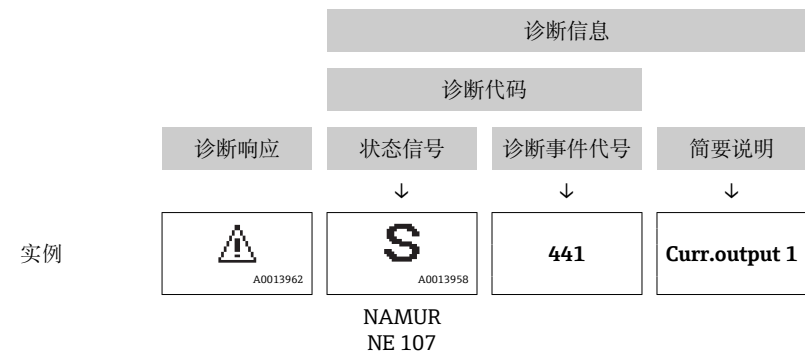 诊断信息
诊断代码
诊断响应 状态信号 诊断事件代号 简要说明
↓ ↓ ↓
实例 S 441 Curr.output 1
A0013962 A0013958
NAMUR
NE 107